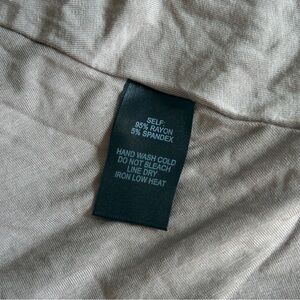 SELF:
95% RAYON
5% SPANDEX
HAND WASH COLD
DO NOT BLEACH
LINE DRY
IRON LOW HEAT